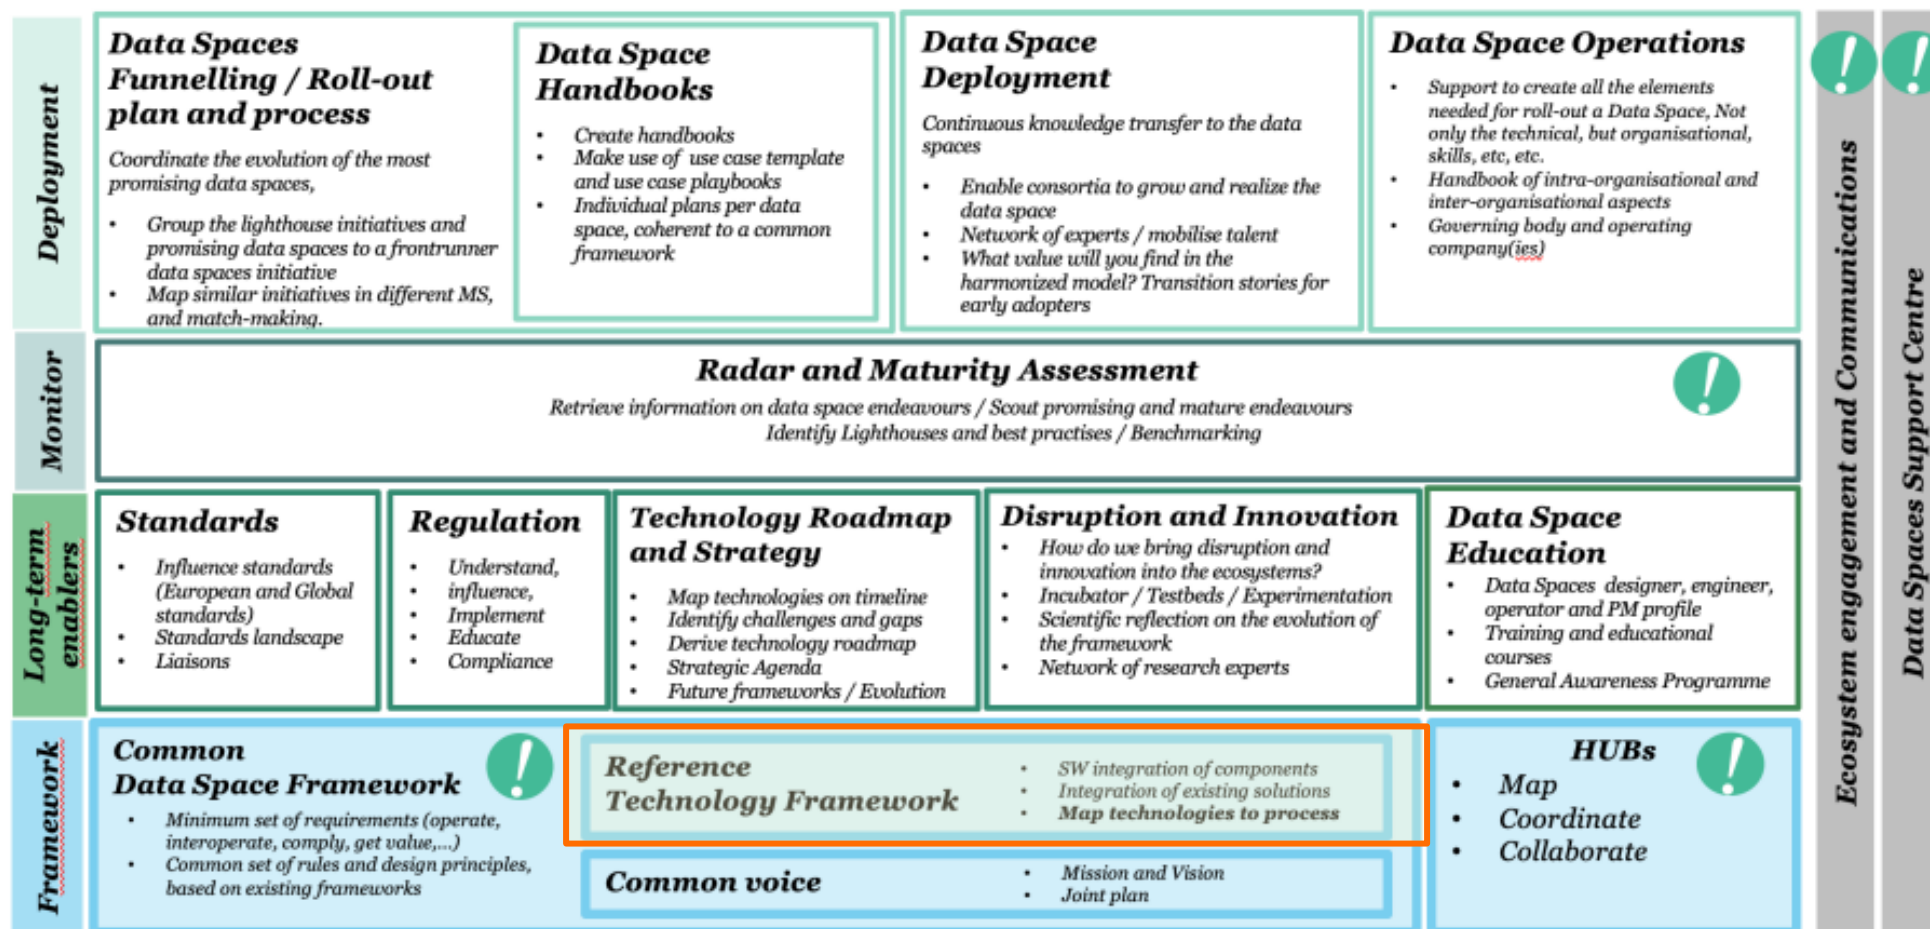 Deployment
Data Spaces
Funnelling / Roll-out
plan and process
Coordinate the evolution of the most
promising data spaces,
• Group the lighthouse initiatives and
promising data spaces to a frontrunner
data spaces initiative
• Map similar initiatives in different MS,
and match-making.
Data Space
Handbooks
• Create handbooks
• Make use of use case template
and use case playbooks
• Individual plans per data
space, coherent to a common
framework
Data Space
Deployment
Continuous knowledge transfer to the data
spaces
• Enable consortia to grow and realize the
data space
• Network of experts / mobilise talent
• What value will you find in the
harmonized model? Transition stories for
early adopters
Data Space Operations
• Support to create all the elements
needed for roll-out a Data Space, Not
only the technical, but organisational,
skills, etc, etc.
• Handbook of intra-organisational and
inter-organisational aspects
• Governing body and operating
company(ies)
Monitor
Radar and Maturity Assessment
Retrieve information on data space endeavours / Scout promising and mature endeavours
Identify Lighthouses and best practises / Benchmarking
!
Long-term
enablers
Standards
• Influence standards
(European and Global
standards)
• Standards landscape
• Liaisons
Regulation
• Understand,
• influence,
• Implement
• Educate
• Compliance
Technology Roadmap
and Strategy
• Map technologies on timeline
• Identify challenges and gaps
• Derive technology roadmap
• Strategic Agenda
• Future frameworks / Evolution
Disruption and Innovation
• How do we bring disruption and
innovation into the ecosystems?
• Incubator / Testbeds / Experimentation
• Scientific reflection on the evolution of
the framework
• Network of research experts
Data Space
Education
• Data Spaces designer, engineer,
operator and PM profile
• Training and educational
courses
• General Awareness Programme
Framework
Common
Data Space Framework
!
• Minimum set of requirements (operate,
interoperate, comply, get value,...)
• Common set of rules and design principles,
based on existing frameworks
Reference
Technology Framework
• SW integration of components
• Integration of existing solutions
• Map technologies to process
Common voice
• Mission and Vision
• Joint plan
HUBs
!
• Map
• Coordinate
• Collaborate
!
Ecosystem engagement and Communications
!
Data Spaces Support Centre